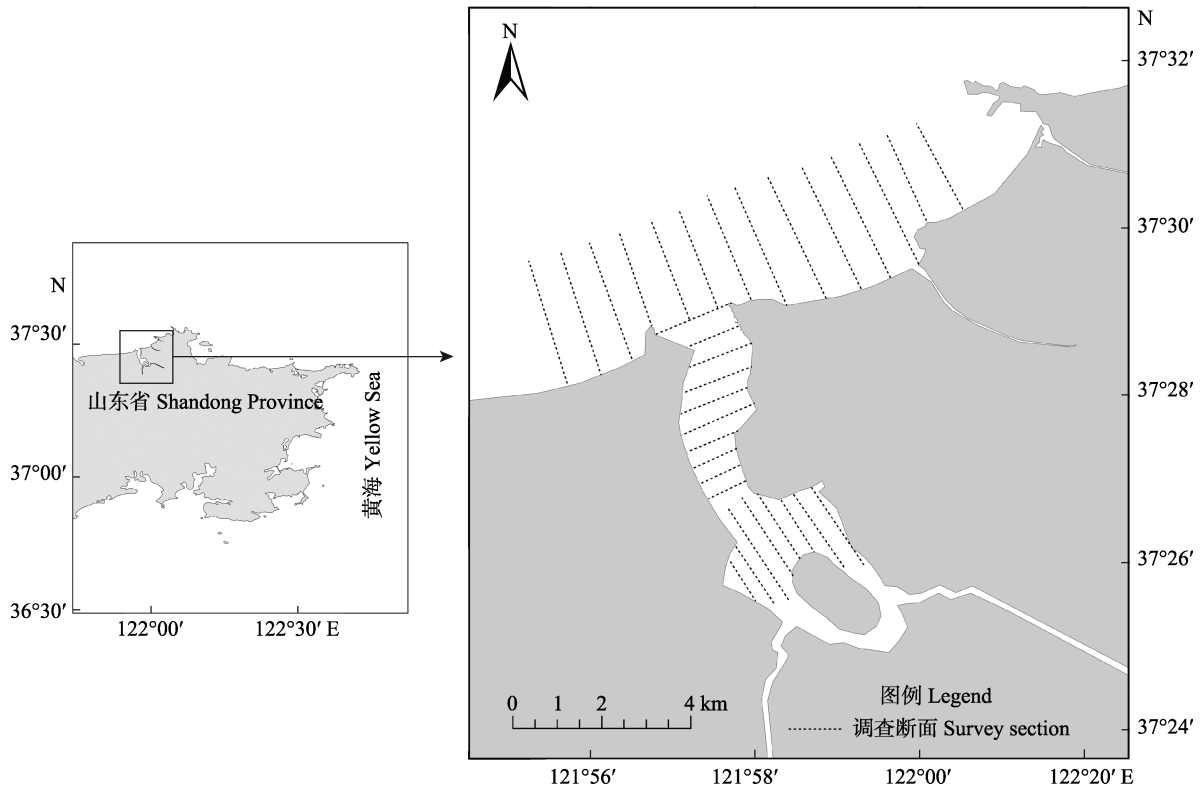 N
37°30′
37°00′
36°30′
122°00′
122°30′ E
山东省 Shandong Province
黄海 Yellow Sea
N
N
37°32′
37°30′
37°28′
37°26′
37°24′
121°56′
121°58′
122°00′
122°20′ E
0 1 2 4 km
图例 Legend
调查断面 Survey section